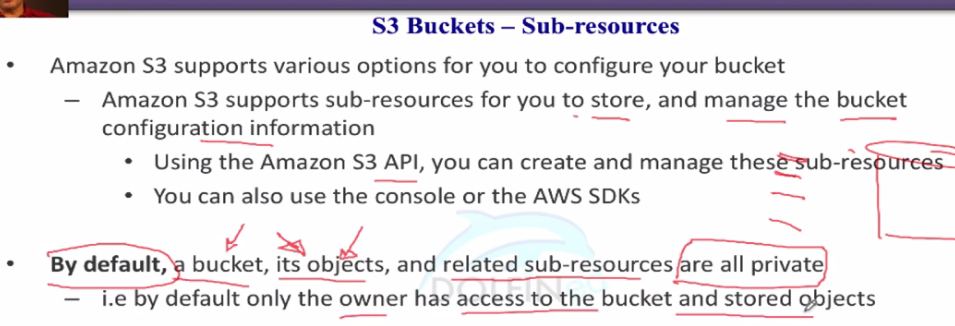 S3 Buckets – Sub-resources
• Amazon S3 supports various options for you to configure your bucket
– Amazon S3 supports sub-resources for you to store, and manage the bucket
configuration information
• Using the Amazon S3 API, you can create and manage these sub-resources
• You can also use the console or the AWS SDKs
• By default, a bucket, its objects, and related sub-resources are all private
– i.e by default only the owner has access to the bucket and stored objects
DOLFIN